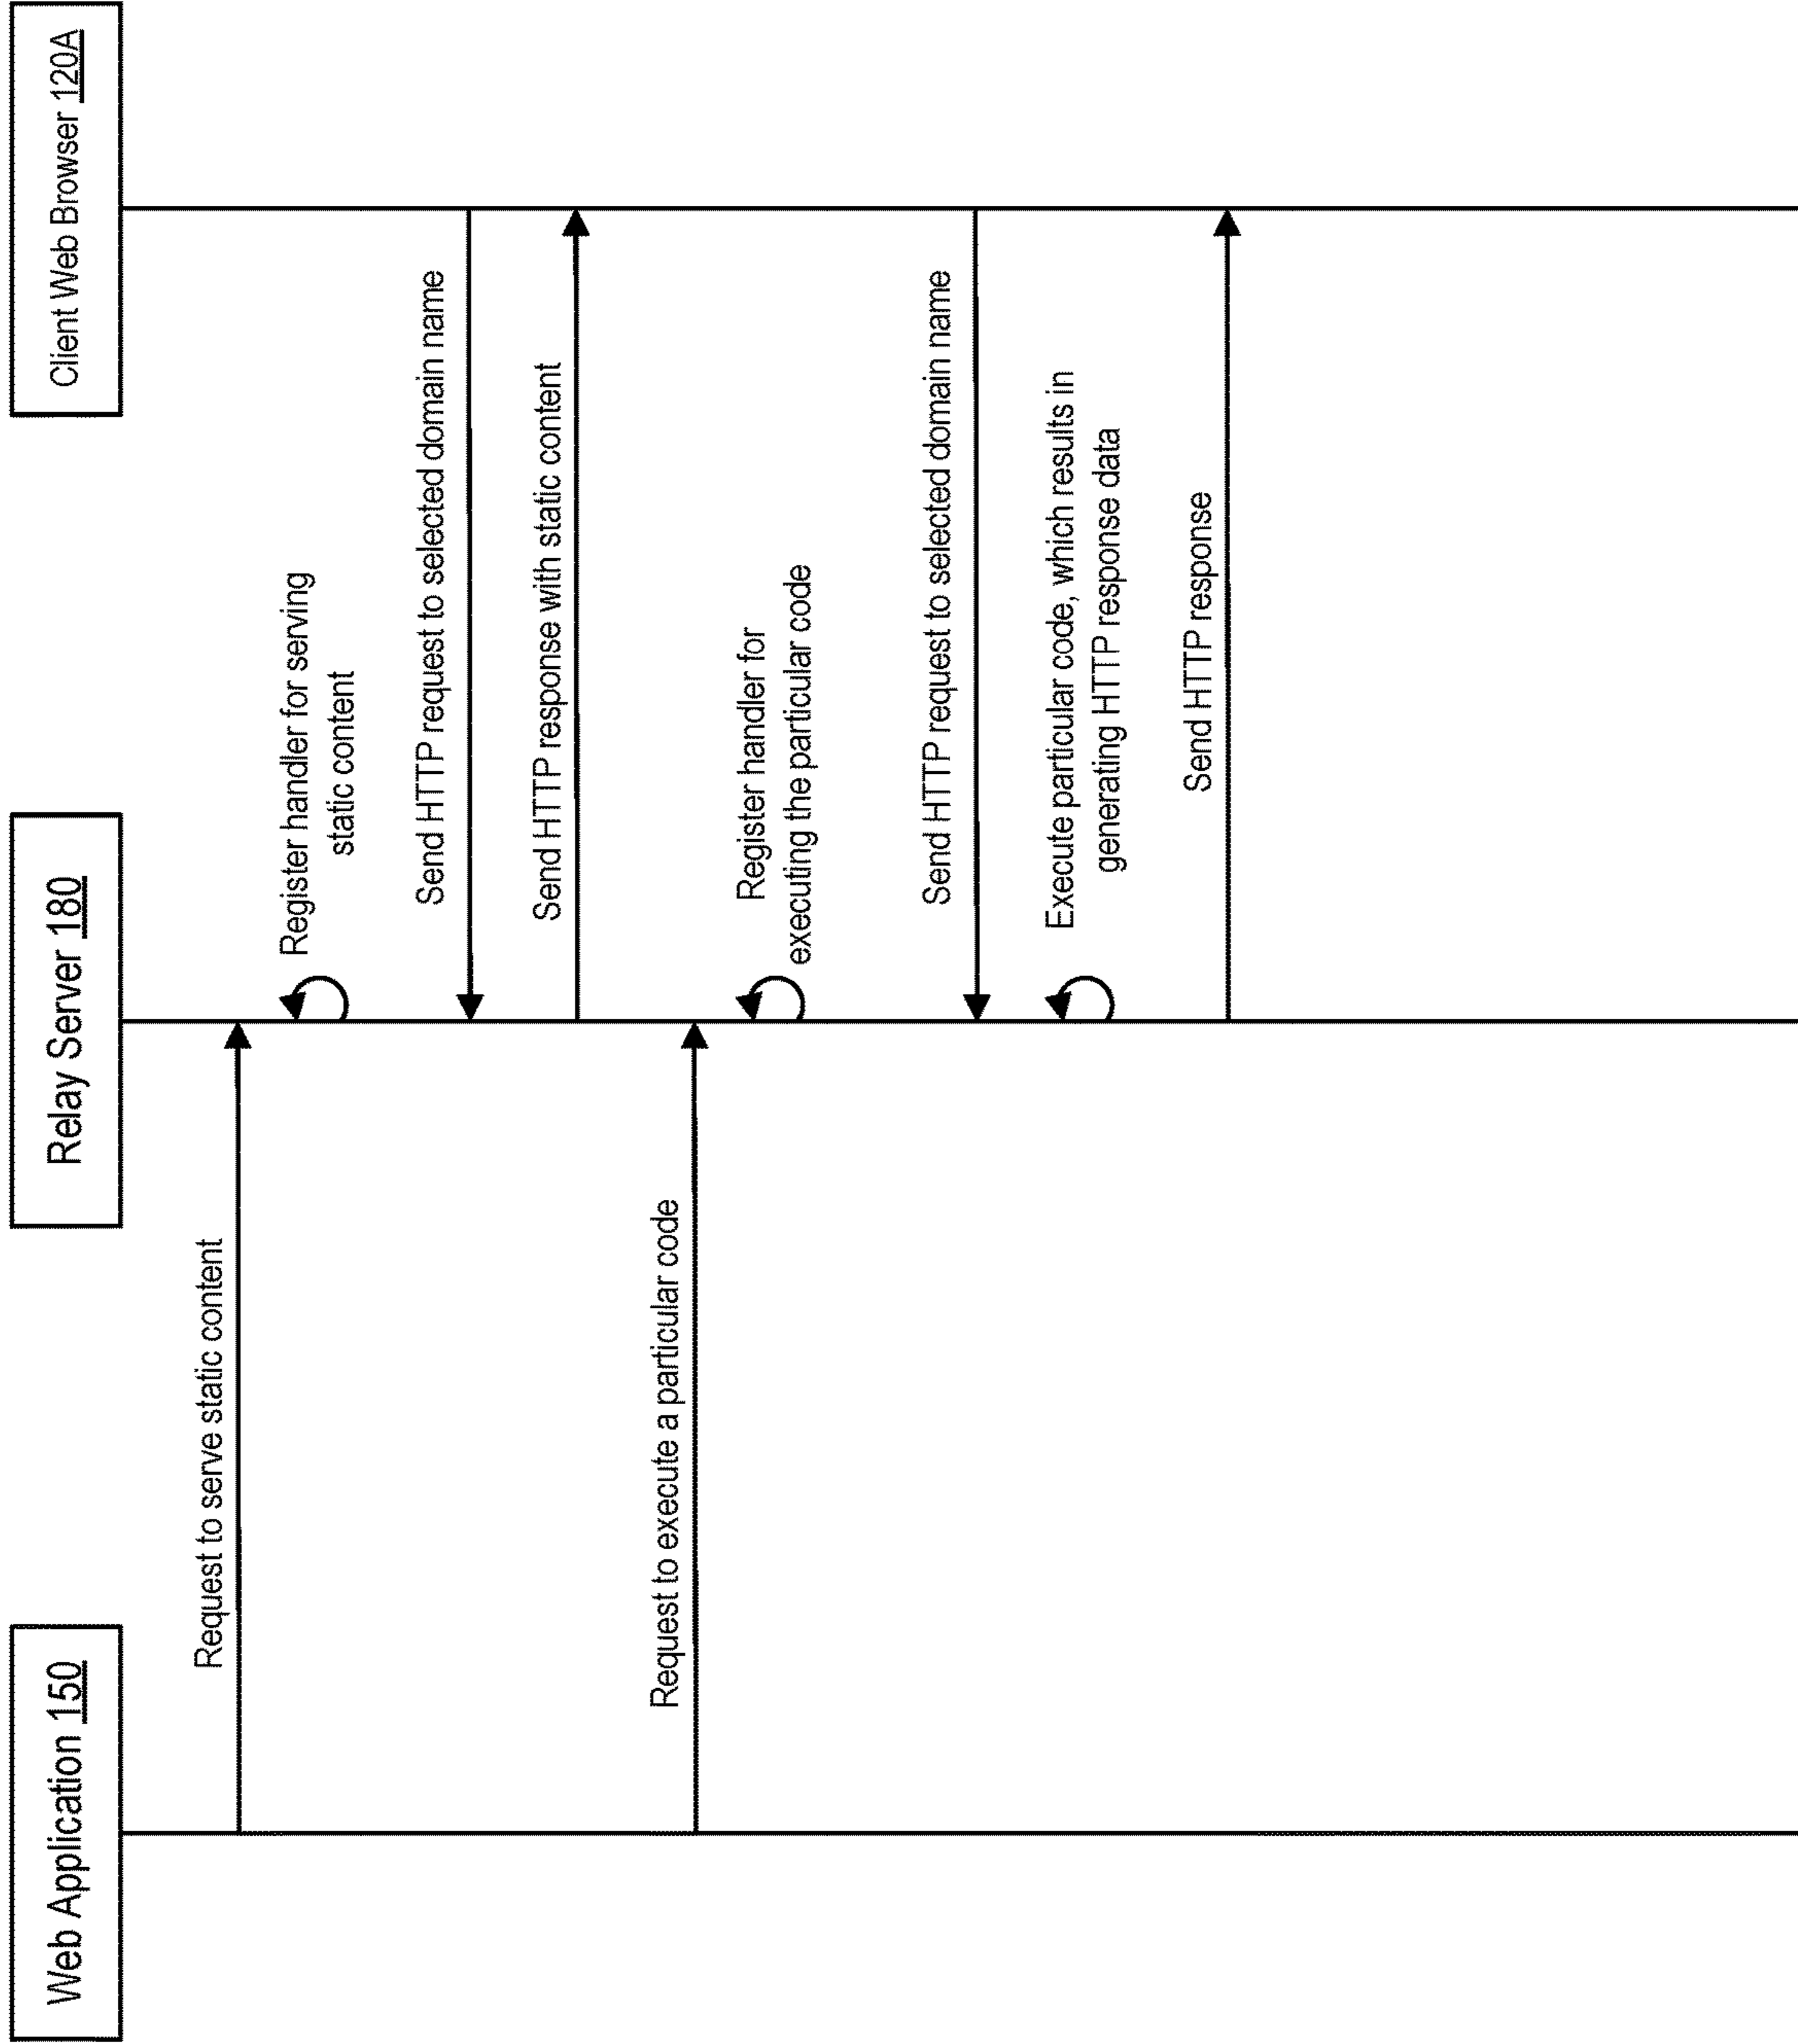 Web Application 150
Relay Server 180
Client Web Browser 120A
Request to serve static content
Register handler for serving
static content
Send HTTP request to selected domain name
Send HTTP response with static content
Request to execute a particular code
Register handler for
executing the particular code
Send HTTP request to selected domain name
Execute particular code, which results in
generating HTTP response data
Send HTTP response